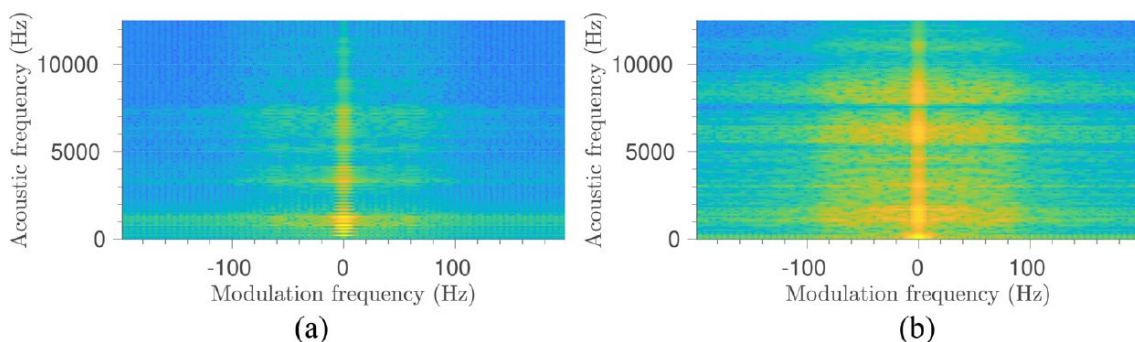 Acoustic frequency (Hz)
10000
5000
0
-100
0
100
Modulation frequency (Hz)
(a)
Acoustic frequency (Hz)
10000
5000
0
-100
0
100
Modulation frequency (Hz)
(b)